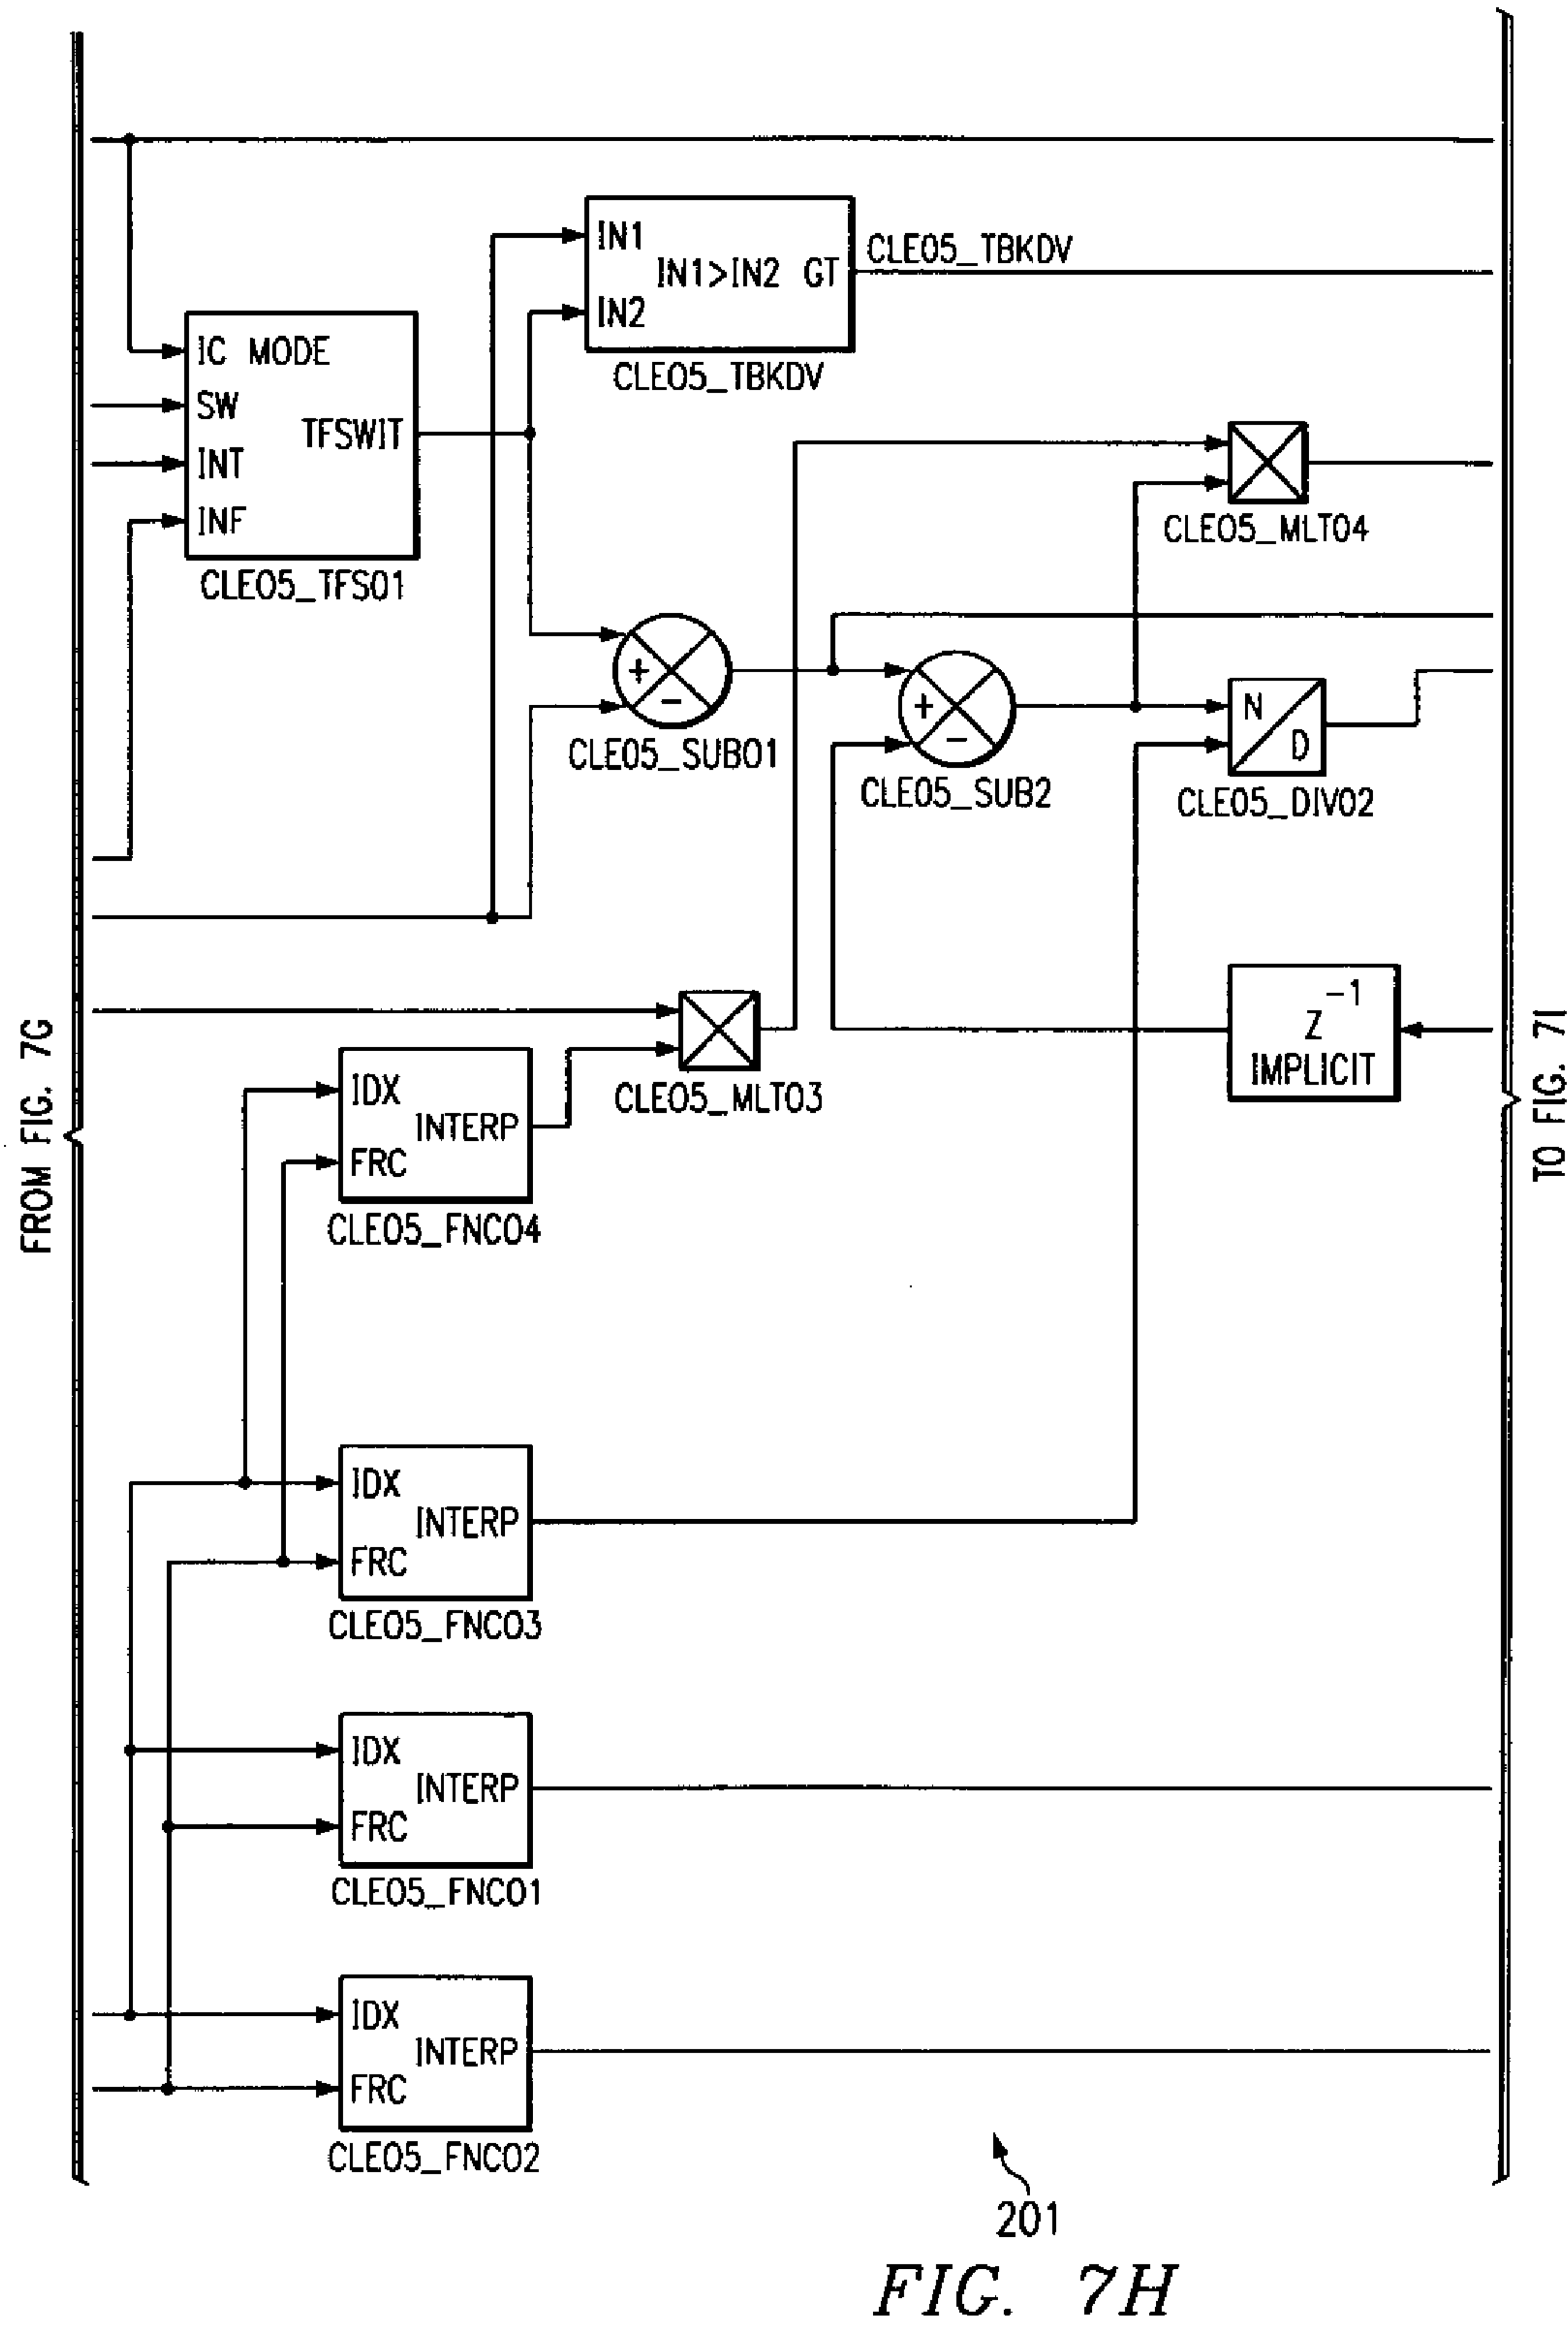 IN1
IN1>IN2 GT
IN2
CLE05_TBKDV
CLE05_TBKDV
IC MODE
SW
TFSWIT
INT
INF
CLE05_TFS01
CLE05_MLT04
+
-
CLE05_SUB01
+
-
CLE05_SUB2
N
D
CLE05_DIV02
Z -1
IMPLICIT
CLE05_MLT03
IDX
INTERP
FRC
CLE05_FNC04
FROM FIG. 7G
TO FIG. 7I
IDX
INTERP
FRC
CLE05_FNC03
IDX
INTERP
FRC
CLE05_FNC01
IDX
INTERP
FRC
CLE05_FNC02
201
FIG. 7H